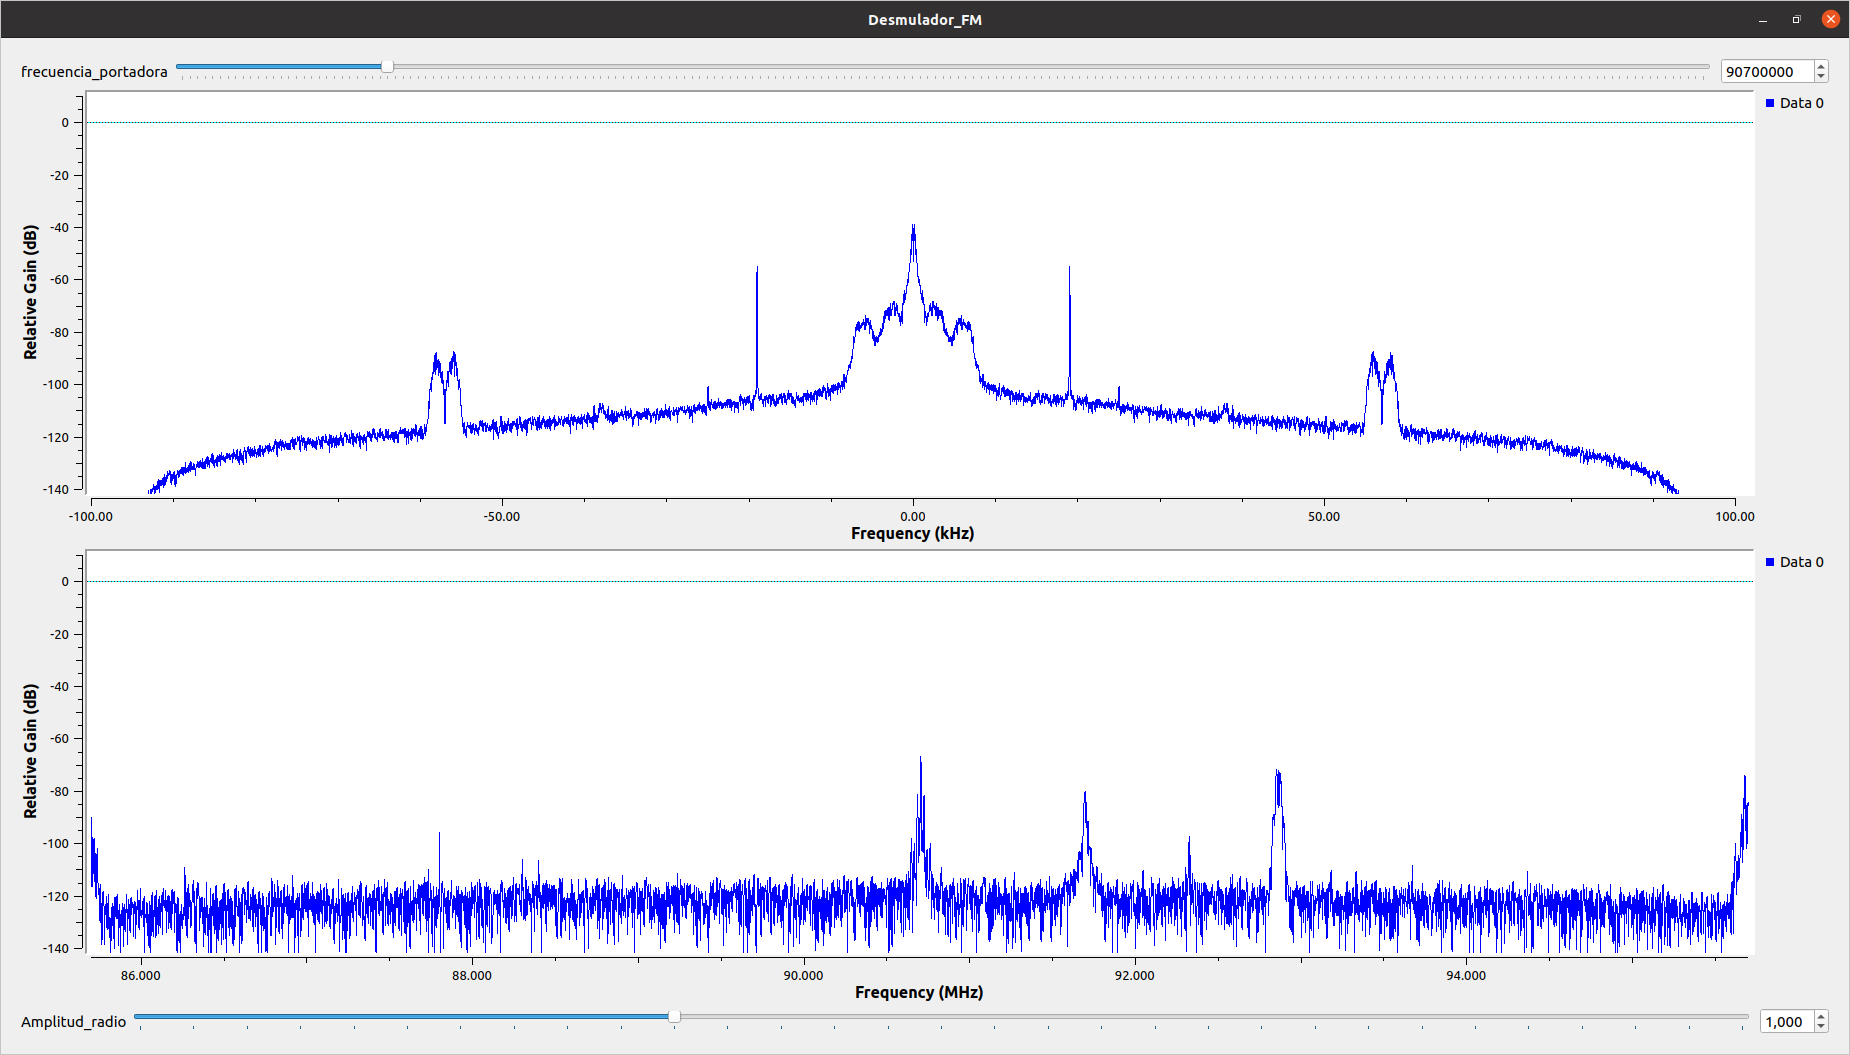 Desmulador_FM
frecuencia_portadora
90700000
Data 0
0
-20
-40
-60
-80
-100
-120
-140
Relative Gain (dB)
-100.00 -50.00 0.00 50.00 100.00
Frequency (kHz)
Data 0
0
-20
-40
-60
-80
-100
-120
-140
Relative Gain (dB)
86.000 88.000 90.000 92.000 94.000
Frequency (MHz)
Amplitud_radio
1,000